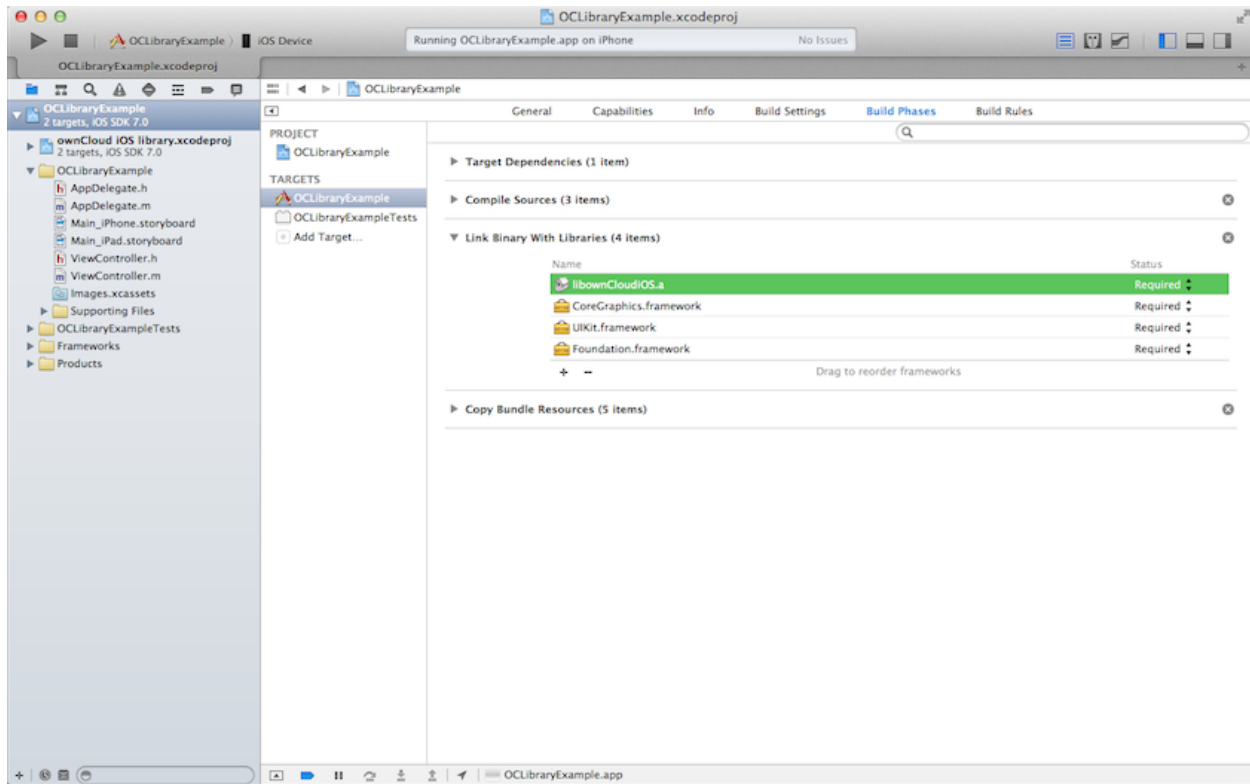 OCLibraryExample.xcodeproj
OCLibraryExample
iOS Device
Running OCLibraryExample.app on iPhone
No Issues
OCLibraryExample.xcodeproj
OCLibraryExample
2 targets, iOS SDK 7.0
ownCloud iOS library.xcodeproj
2 targets, iOS SDK 7.0
OCLibraryExample
AppDelegate.h
AppDelegate.m
Main_iPhone.storyboard
Main_iPad.storyboard
ViewController.h
ViewController.m
Images.xcassets
Supporting Files
OCLibraryExampleTests
Frameworks
Products
OCLibraryExample
General Capabilities Info Build Settings Build Phases Build Rules
PROJECT
OCLibraryExample
TARGETS
OCLibraryExample
OCLibraryExampleTests
Add Target...
Target Dependencies (1 item)
Compile Sources (3 items)
Link Binary With Libraries (4 items)
Name Status
libownCloudiOS.a Required
CoreGraphics.framework Required
UIKit.framework Required
Foundation.framework Required
+ − Drag to reorder frameworks
Copy Bundle Resources (5 items)
OCLibraryExample.app